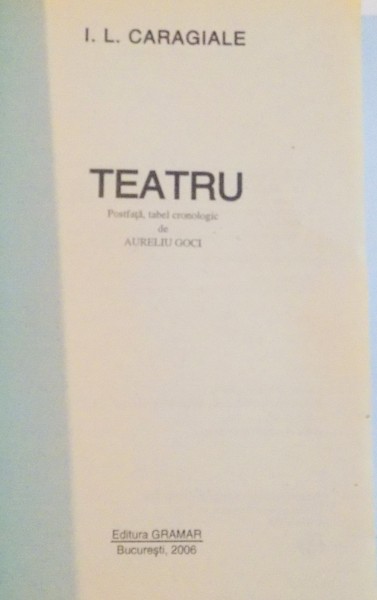 I. L. CARAGIALE
TEATRU
Postfaţă, tabel cronologic
de
AURELIU GOCI
Editura GRAMAR
Bucureşti, 2006